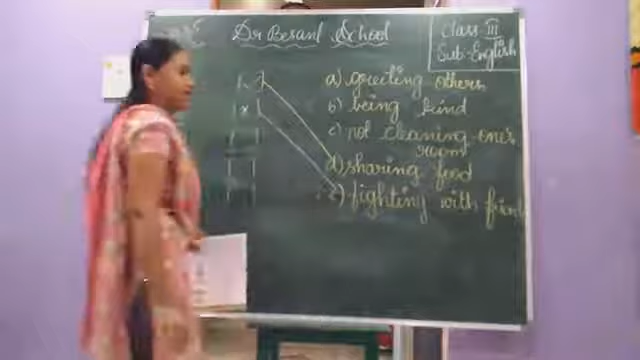 Dr Besant School
Class-III
Sub-English
a) greeting others
b) being kind
c) not cleaning one's
room
d) sharing food
e) fighting with friend